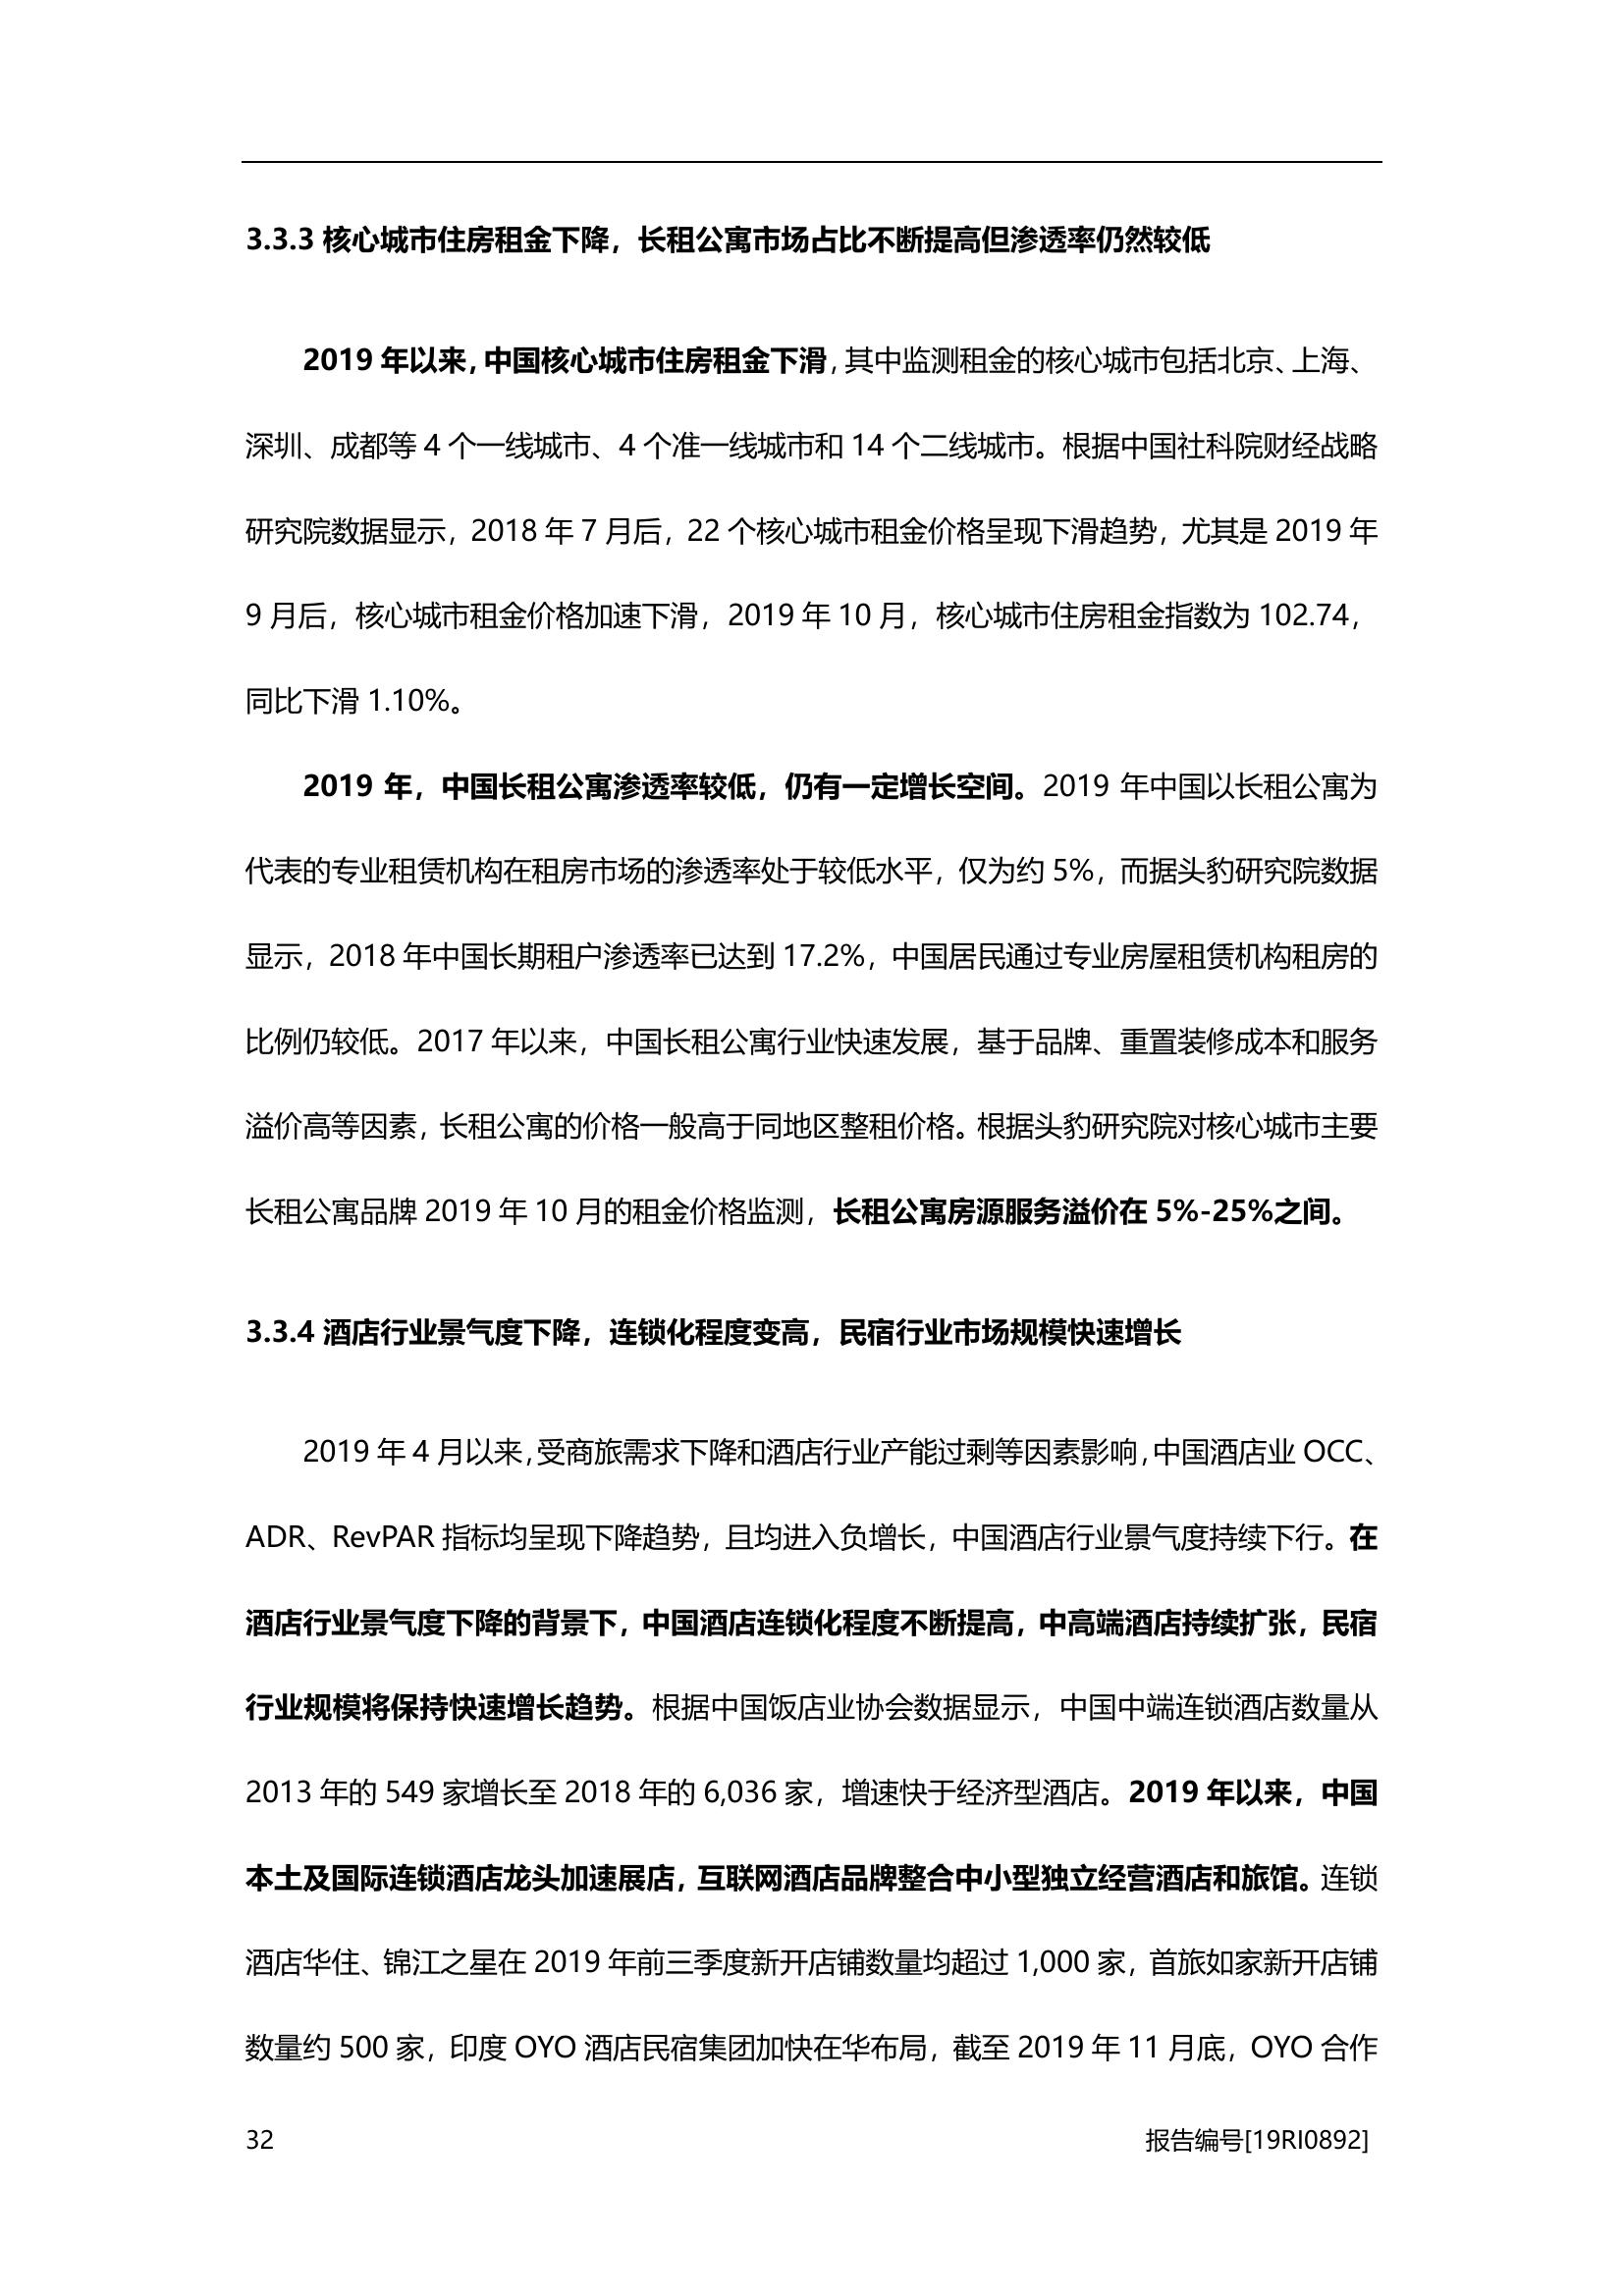 3.3.3 核心城市住房租金下降，长租公寓市场占比不断提高但渗透率仍然较低
2019 年以来，中国核心城市住房租金下滑，其中监测租金的核心城市包括北京、上海、
深圳、成都等 4 个一线城市、4 个准一线城市和 14 个二线城市。根据中国社科院财经战略
研究院数据显示，2018 年 7 月后，22 个核心城市租金价格呈现下滑趋势，尤其是 2019 年
9 月后，核心城市租金价格加速下滑，2019 年 10 月，核心城市住房租金指数为 102.74，
同比下滑 1.10%。
2019 年，中国长租公寓渗透率较低，仍有一定增长空间。2019 年中国以长租公寓为
代表的专业租赁机构在租房市场的渗透率处于较低水平，仅为约 5%，而据头豹研究院数据
显示，2018 年中国长期租户渗透率已达到 17.2%，中国居民通过专业房屋租赁机构租房的
比例仍较低。2017 年以来，中国长租公寓行业快速发展，基于品牌、重置装修成本和服务
溢价高等因素，长租公寓的价格一般高于同地区整租价格。根据头豹研究院对核心城市主要
长租公寓品牌 2019 年 10 月的租金价格监测，长租公寓房源服务溢价在 5%-25%之间。
3.3.4 酒店行业景气度下降，连锁化程度变高，民宿行业市场规模快速增长
2019 年 4 月以来，受商旅需求下降和酒店行业产能过剩等因素影响，中国酒店业 OCC、
ADR、RevPAR 指标均呈现下降趋势，且均进入负增长，中国酒店行业景气度持续下行。在
酒店行业景气度下降的背景下，中国酒店连锁化程度不断提高，中高端酒店持续扩张，民宿
行业规模将保持快速增长趋势。根据中国饭店业协会数据显示，中国中端连锁酒店数量从
2013 年的 549 家增长至 2018 年的 6,036 家，增速快于经济型酒店。2019 年以来，中国
本土及国际连锁酒店龙头加速展店，互联网酒店品牌整合中小型独立经营酒店和旅馆。连锁
酒店华住、锦江之星在 2019 年前三季度新开店铺数量均超过 1,000 家，首旅如家新开店铺
数量约 500 家，印度 OYO 酒店民宿集团加快在华布局，截至 2019 年 11 月底，OYO 合作
32 报告编号[19RI0892]